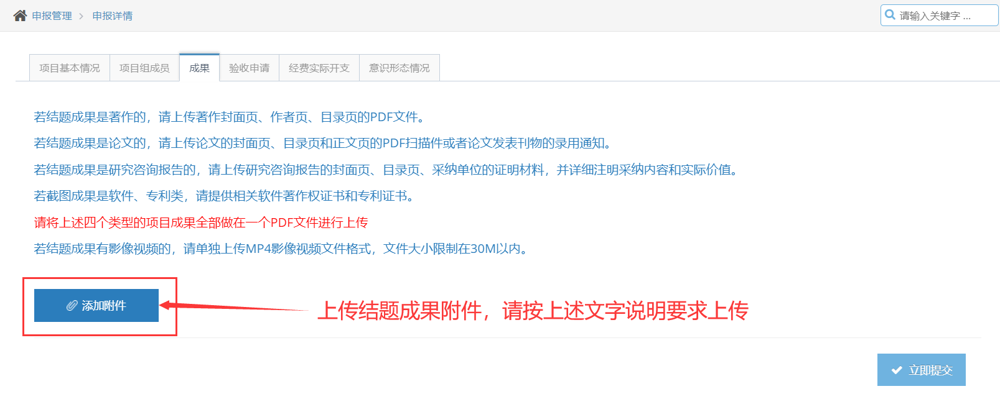 申报管理 > 申报详情
请输入关键字 ...
项目基本情况 项目组成员 成果 验收申请 经费实际开支 意识形态情况
若结题成果是著作的，请上传著作封面页、作者页、目录页的PDF文件。
若结题成果是论文的，请上传论文的封面页、目录页和正文页的PDF扫描件或者论文发表刊物的录用通知。
若结题成果是研究咨询报告的，请上传研究咨询报告的封面页、目录页、采纳单位的证明材料，并详细注明采纳内容和实际价值。
若截图成果是软件、专利类，请提供相关软件著作权证书和专利证书。
请将上述四个类型的项目成果全部做在一个PDF文件进行上传
若结题成果有影像视频的，请单独上传MP4影像视频文件格式，文件大小限制在30M以内。
添加附件
上传结题成果附件，请按上述文字说明要求上传
立即提交